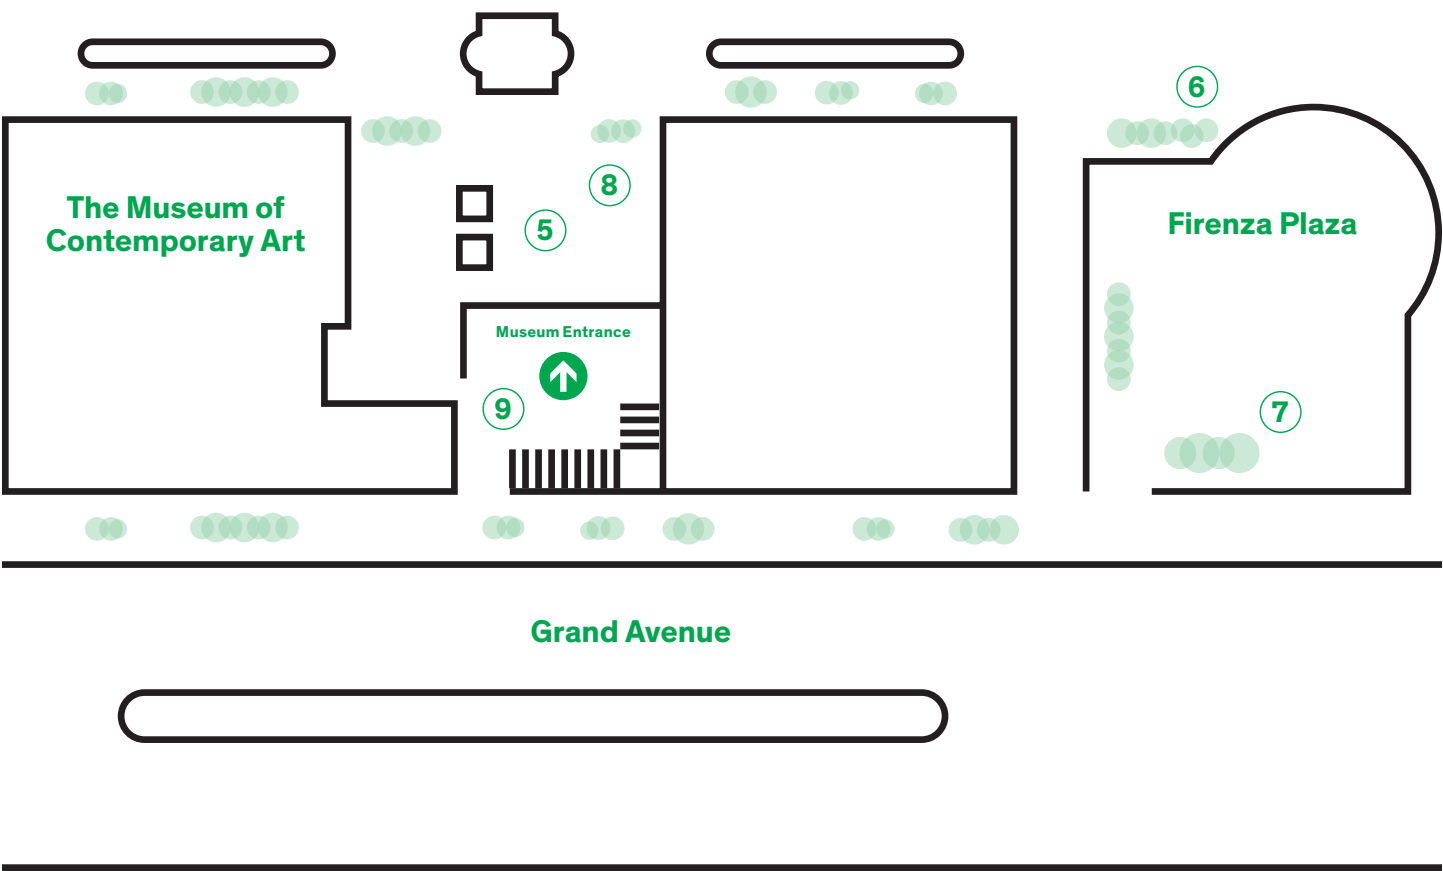 6
The Museum of
Contemporary Art
8
5
Firenza Plaza
Museum Entrance
9
7
Grand Avenue